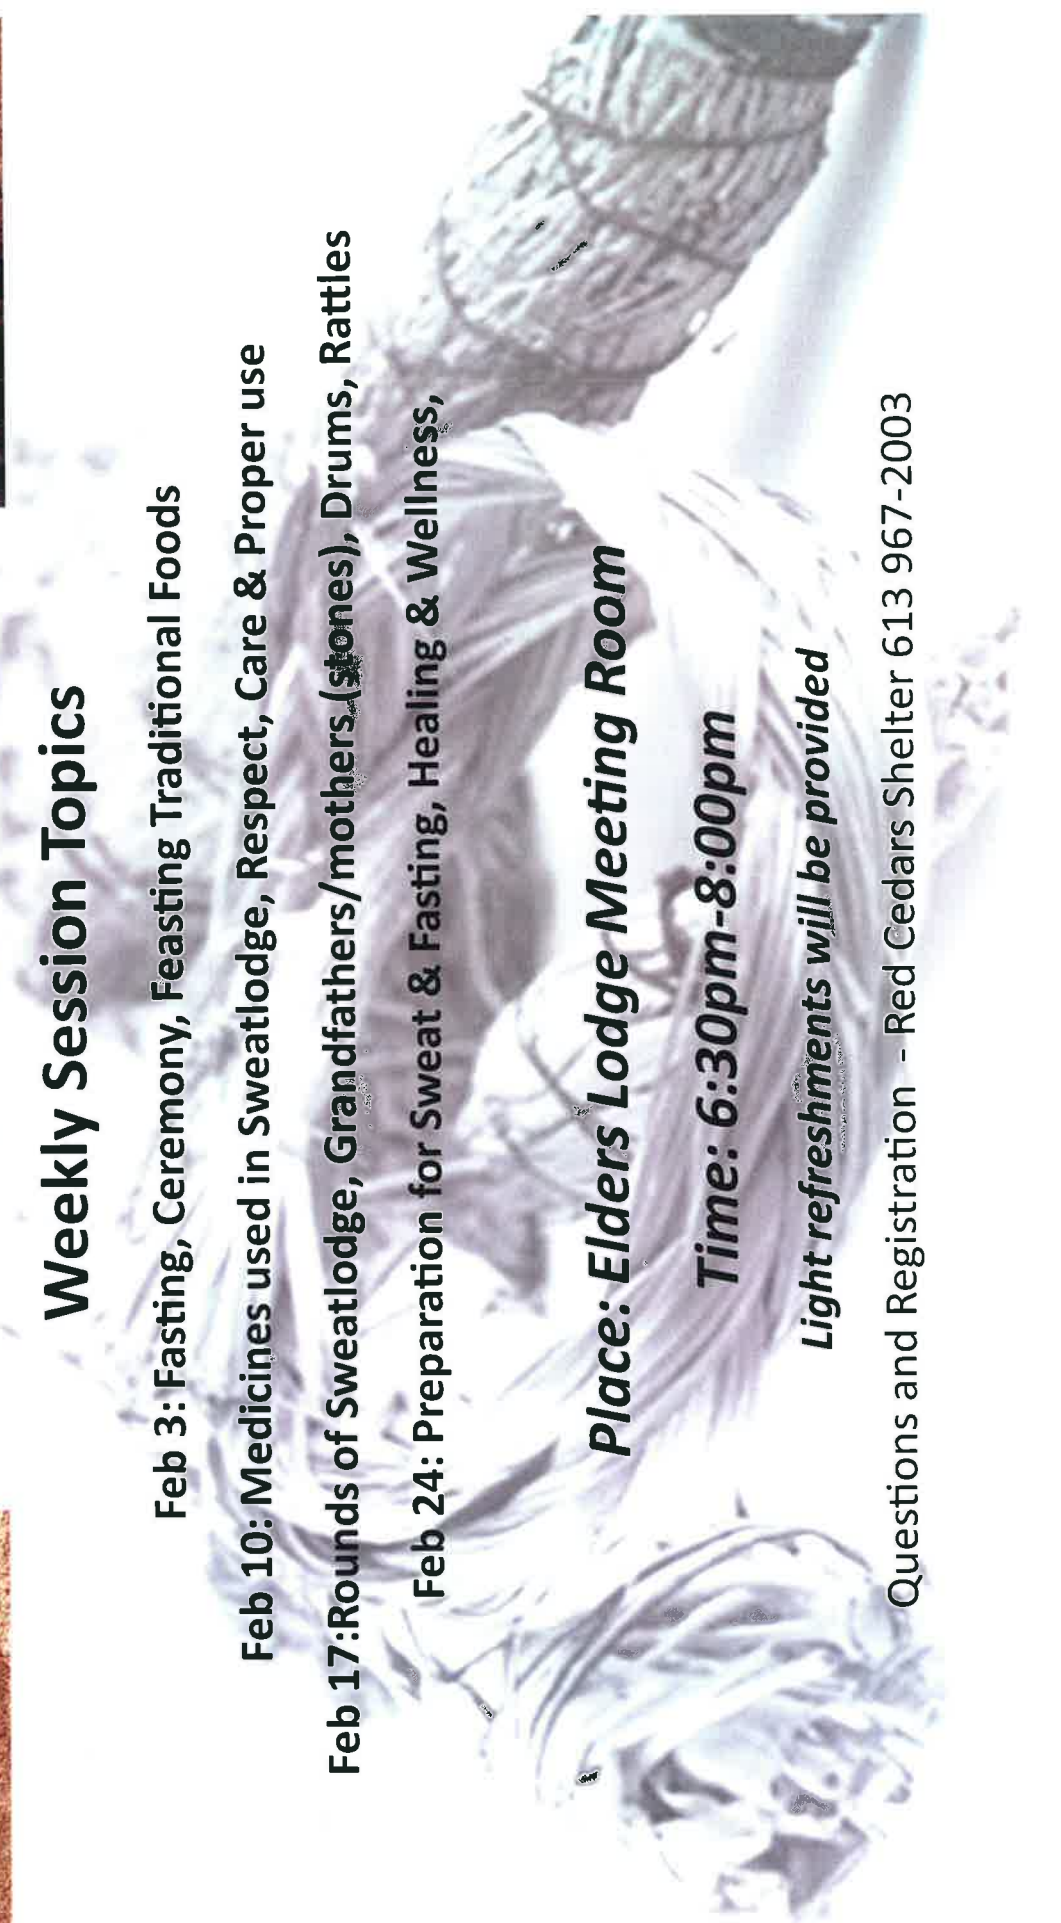 Weekly Session Topics
Feb 3: Fasting, Ceremony, Feasting Traditional Foods
Feb 10: Medicines used in Sweatlodge, Respect, Care & Proper use
Feb 17:Rounds of Sweatlodge, Grandfathers/mothers (stones), Drums, Rattles
Feb 24: Preparation for Sweat & Fasting, Healing & Wellness,
Place: Elders Lodge Meeting Room
Time: 6:30pm-8:00pm
Light refreshments will be provided
Questions and Registration - Red Cedars Shelter 613 967-2003